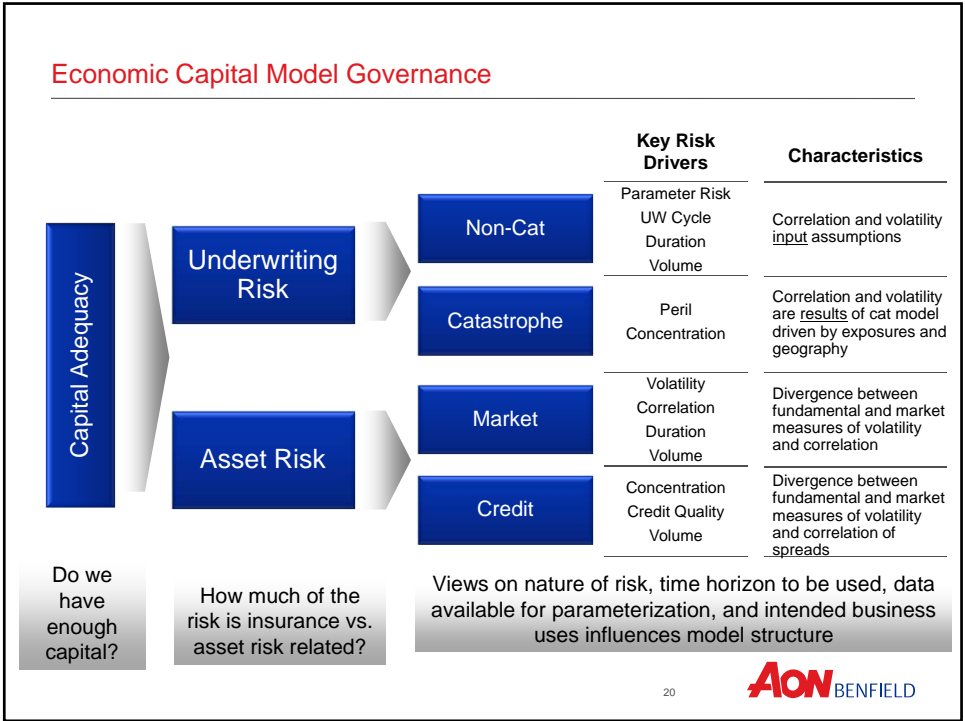 Economic Capital Model Governance
Key Risk
Drivers
Characteristics
Capital Adequacy
Underwriting
Risk
Asset Risk
Non-Cat
Parameter Risk
UW Cycle
Duration
Volume
Correlation and volatility
input assumptions
Catastrophe
Peril
Concentration
Correlation and volatility
are results of cat model
driven by exposures and
geography
Market
Volatility
Correlation
Duration
Volume
Divergence between
fundamental and market
measures of volatility
and correlation
Credit
Concentration
Credit Quality
Volume
Divergence between
fundamental and market
measures of volatility
and correlation of
spreads
Do we
have
enough
capital?
How much of the
risk is insurance vs.
asset risk related?
Views on nature of risk, time horizon to be used, data
available for parameterization, and intended business
uses influences model structure
20
AON BENFIELD